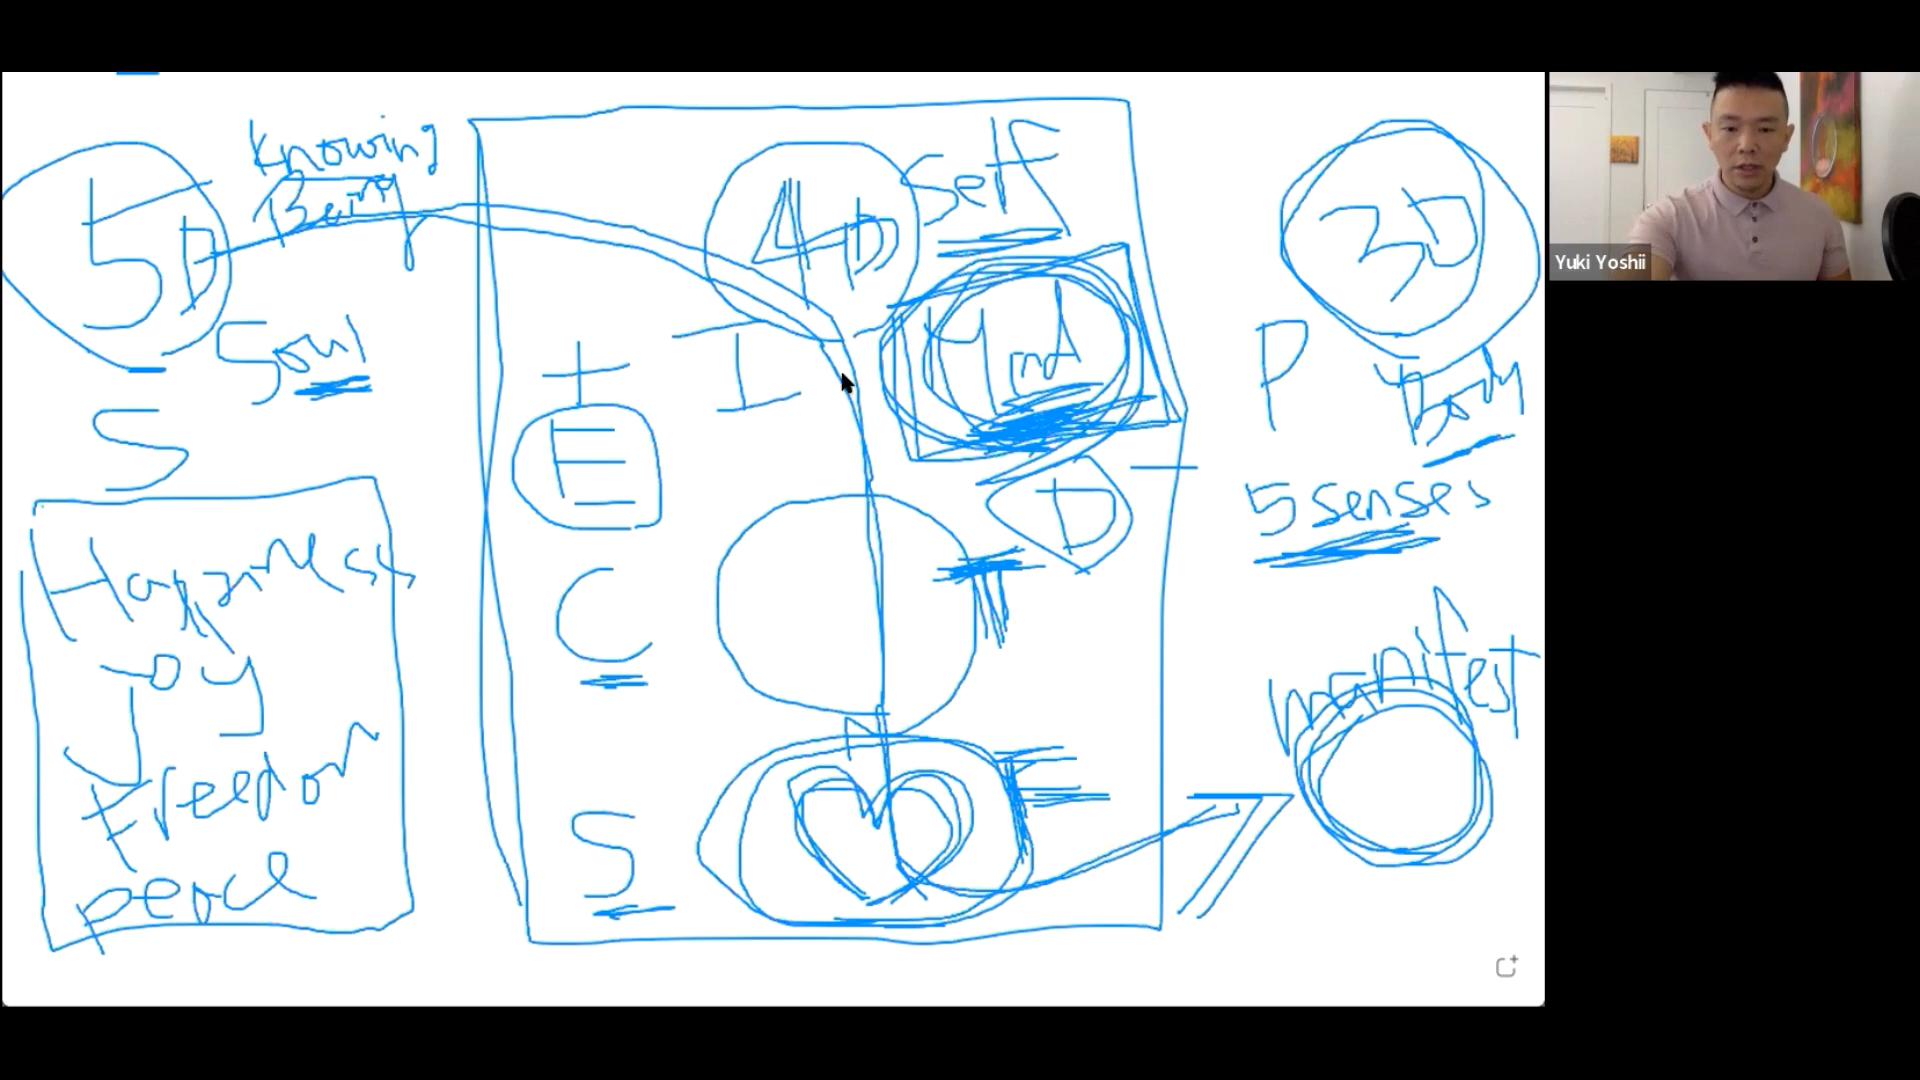 Knowing
Being
5D
Soul
S
Happiness
Joy
Freedom
peace
4D
Self
I
Mind
+
E
D
-
C
T
S
F
3D
P
Body
5 senses
manifest
Yuki Yoshii